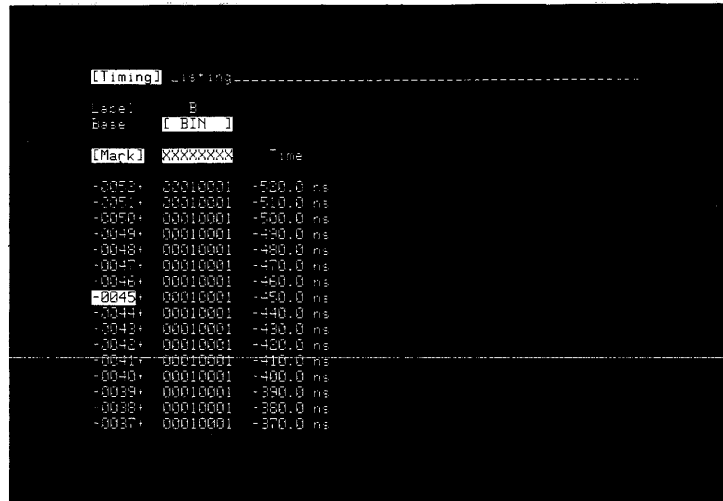 [Timing] Listing
Label B
Base [ BIN ]
[Mark] XXXXXXXX Time
-0052+ 00010001 -520.0 ns
-0051+ 00010001 -510.0 ns
-0050+ 00010001 -500.0 ns
-0049+ 00010001 -490.0 ns
-0048+ 00010001 -480.0 ns
-0047+ 00010001 -470.0 ns
-0046+ 00010001 -460.0 ns
-0045+ 00010001 -450.0 ns
-0044+ 00010001 -440.0 ns
-0043+ 00010001 -430.0 ns
-0042+ 00010001 -420.0 ns
-0041+ 00010001 -410.0 ns
-0040+ 00010001 -400.0 ns
-0039+ 00010001 -390.0 ns
-0038+ 00010001 -380.0 ns
-0037+ 00010001 -370.0 ns